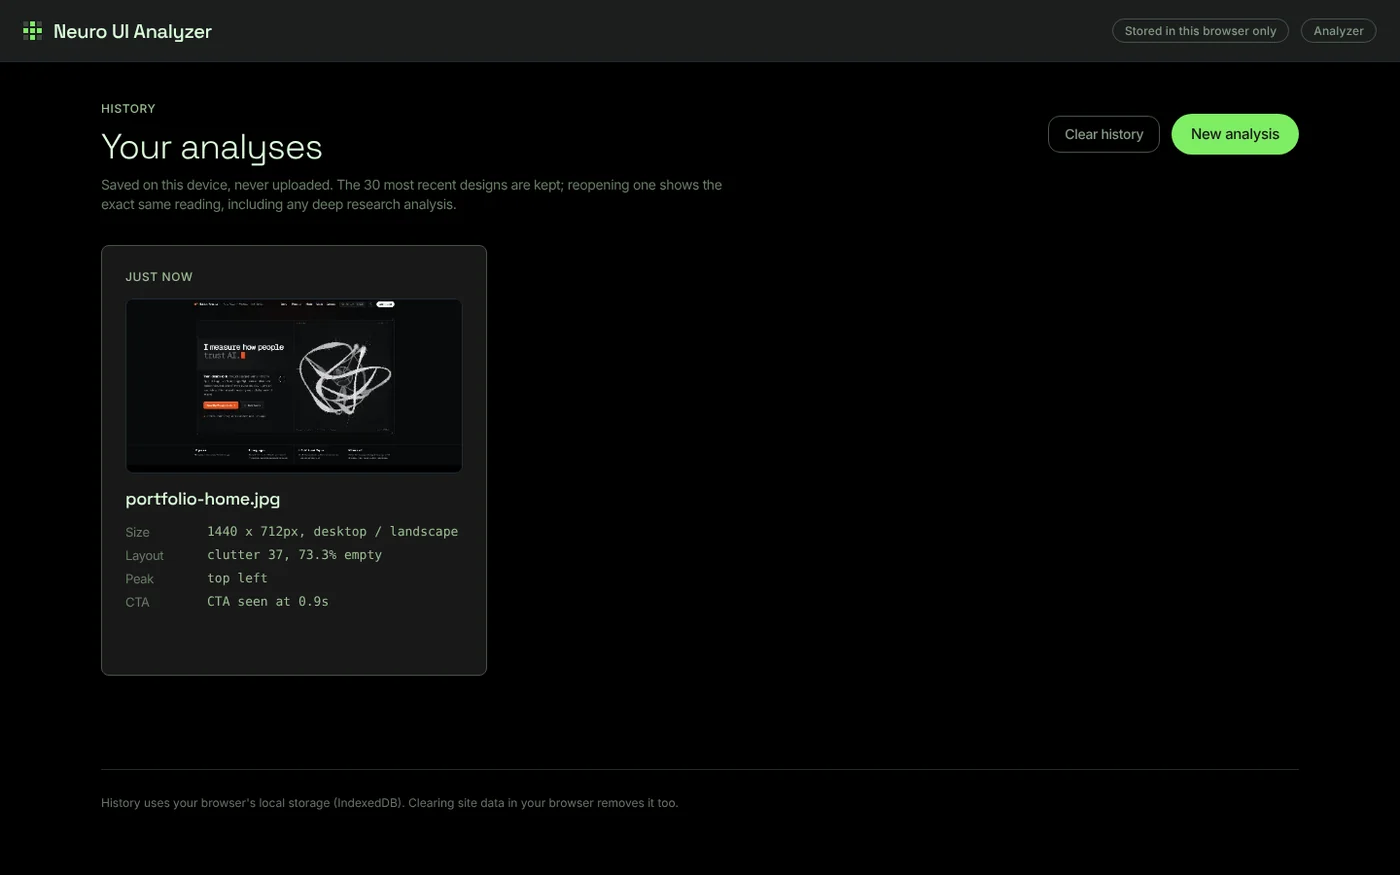 Neuro UI Analyzer
Stored in this browser only
Analyzer
HISTORY
Your analyses
Clear history
New analysis
Saved on this device, never uploaded. The 30 most recent designs are kept; reopening one shows the
exact same reading, including any deep research analysis.
JUST NOW
I measure how people
trust AI.
portfolio-home.jpg
Size 1440 x 712px, desktop / landscape
Layout clutter 37, 73.3% empty
Peak top left
CTA CTA seen at 0.9s
History uses your browser's local storage (IndexedDB). Clearing site data in your browser removes it too.